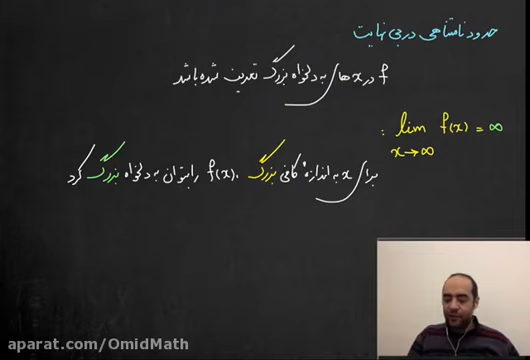 حدود نامتناهی در بی نهایت
f در x های به دلخواه بزرگ تعریف شده باشد
lim f(x) = ∞ :
x→∞
برای x به اندازهٔ کافی بزرگ، f(x) را بتوان به دلخواه بزرگ کرد
aparat.com/OmidMath